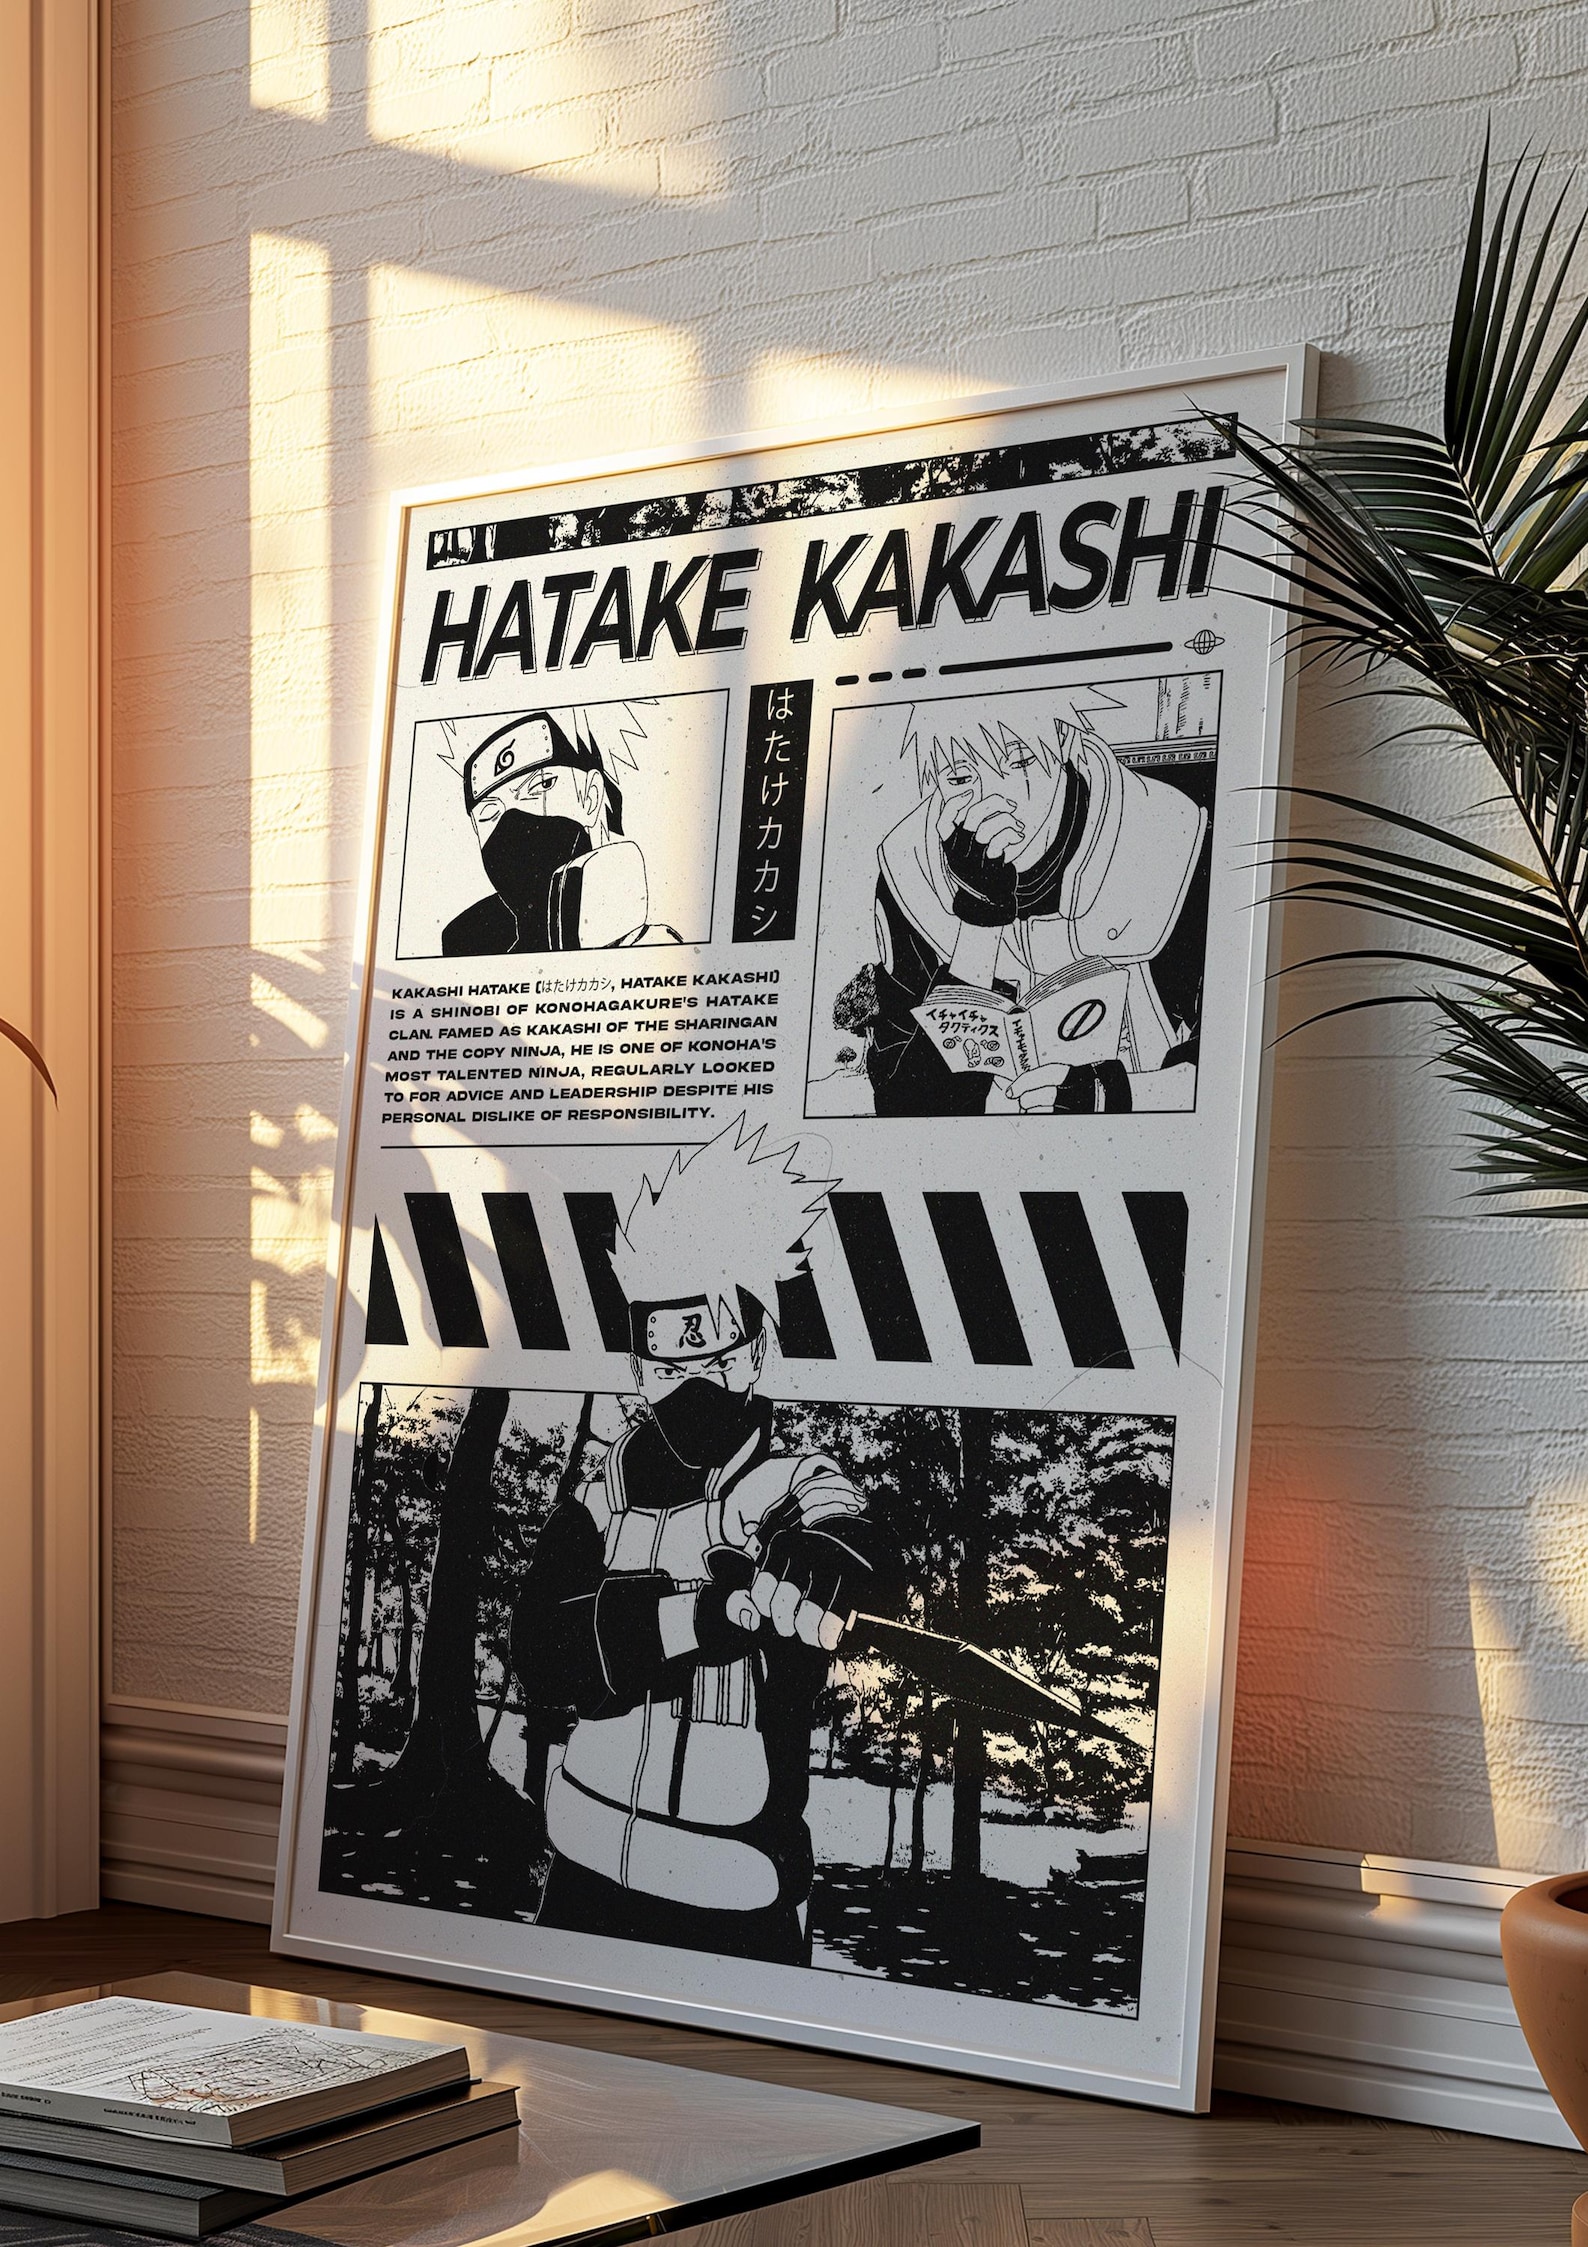 HATAKE KAKASHI
はたけカカシ
KAKASHI HATAKE (はたけカカシ, HATAKE KAKASHI)
IS A SHINOBI OF KONOHAGAKURE'S HATAKE
CLAN. FAMED AS KAKASHI OF THE SHARINGAN
AND THE COPY NINJA, HE IS ONE OF KONOHA'S
MOST TALENTED NINJA, REGULARLY LOOKED
TO FOR ADVICE AND LEADERSHIP DESPITE HIS
PERSONAL DISLIKE OF RESPONSIBILITY.
イチャイチャ
タクティクス
忍